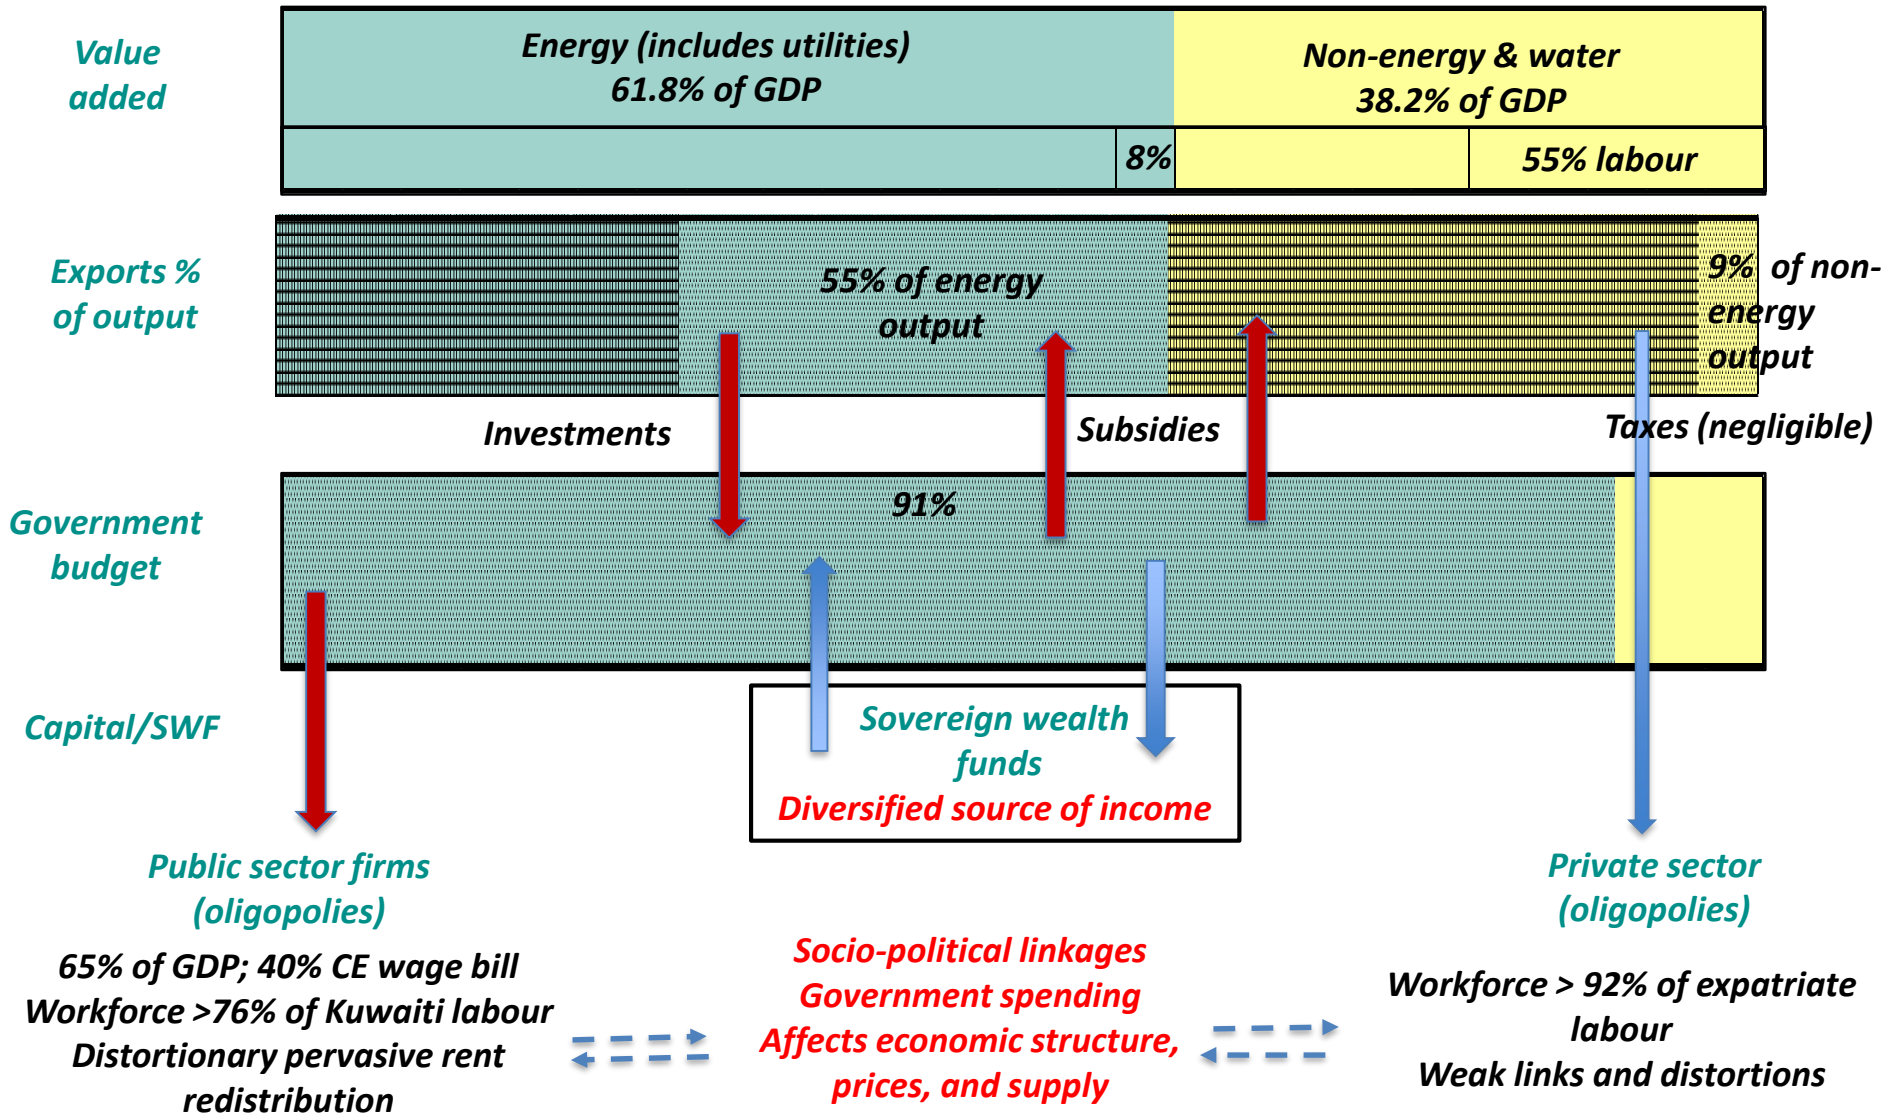 Value
added
Energy (includes utilities)
61.8% of GDP
Non-energy & water
38.2% of GDP
8%
55% labour
Exports %
of output
55% of energy
output
9%  of non-
energy
output
Investments
Subsidies
Taxes (negligible)
Government
budget
91%
Capital/SWF
Sovereign wealth
funds
Diversified source of income
Public sector firms
(oligopolies)
65% of GDP; 40% CE wage bill
Workforce >76% of Kuwaiti labour
Distortionary pervasive rent
redistribution
Socio-political linkages
Government spending
Affects economic structure,
prices, and supply
Private sector
(oligopolies)
Workforce > 92% of expatriate
labour
Weak links and distortions